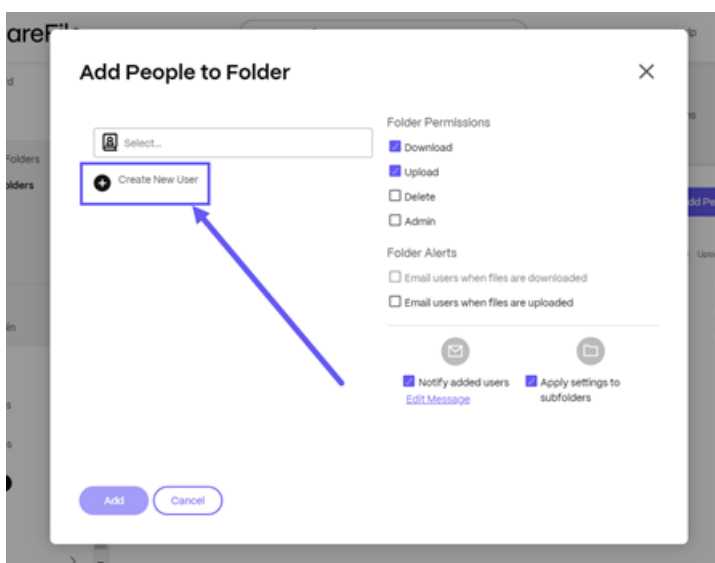 Add People to Folder
Select...
Create New User
Folder Permissions
Download
Upload
Delete
Admin
Folder Alerts
Email users when files are downloaded
Email users when files are uploaded
Notify added users
Edit Message
Apply settings to
subfolders
Add
Cancel
Folders